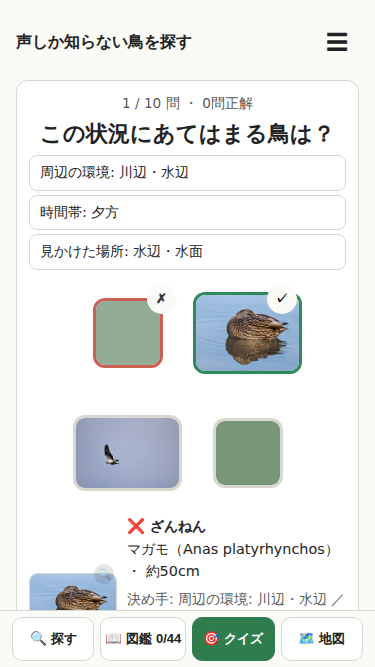 声しか知らない鳥を探す
☰
1 / 10 問 ・ 0問正解
この状況にあてはまる鳥は？
周辺の環境: 川辺・水辺
時間帯: 夕方
見かけた場所: 水辺・水面
✗
✓
❌ ざんねん
マガモ（Anas platyrhynchos）
・ 約50cm
決め手: 周辺の環境: 川辺・水辺 ／
🔍 探す
📖 図鑑 0/44
🎯 クイズ
🗺️ 地図